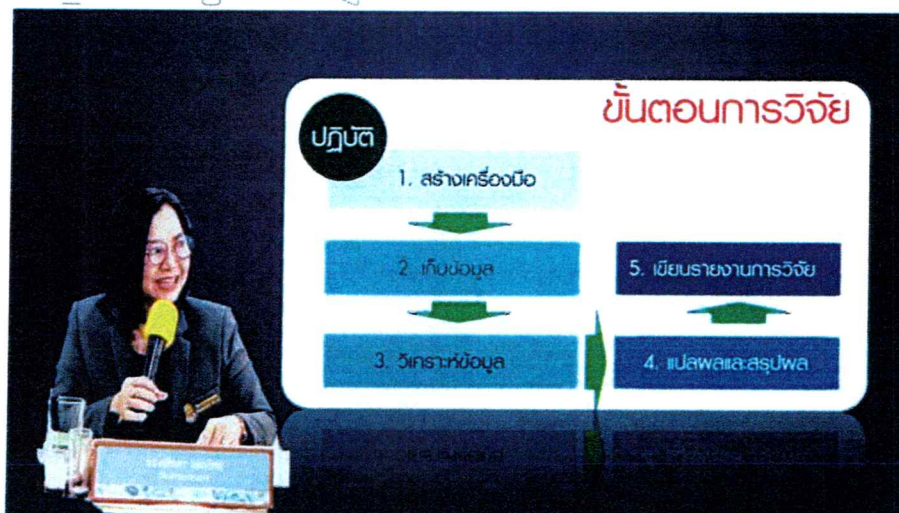 ขั้นตอนการวิจัย
ปฏิบัติ
1. สร้างเครื่องมือ
2. เก็บข้อมูล
3. วิเคราะห์ข้อมูล
4. แปลผลและสรุปผล
5. เขียนรายงานการวิจัย